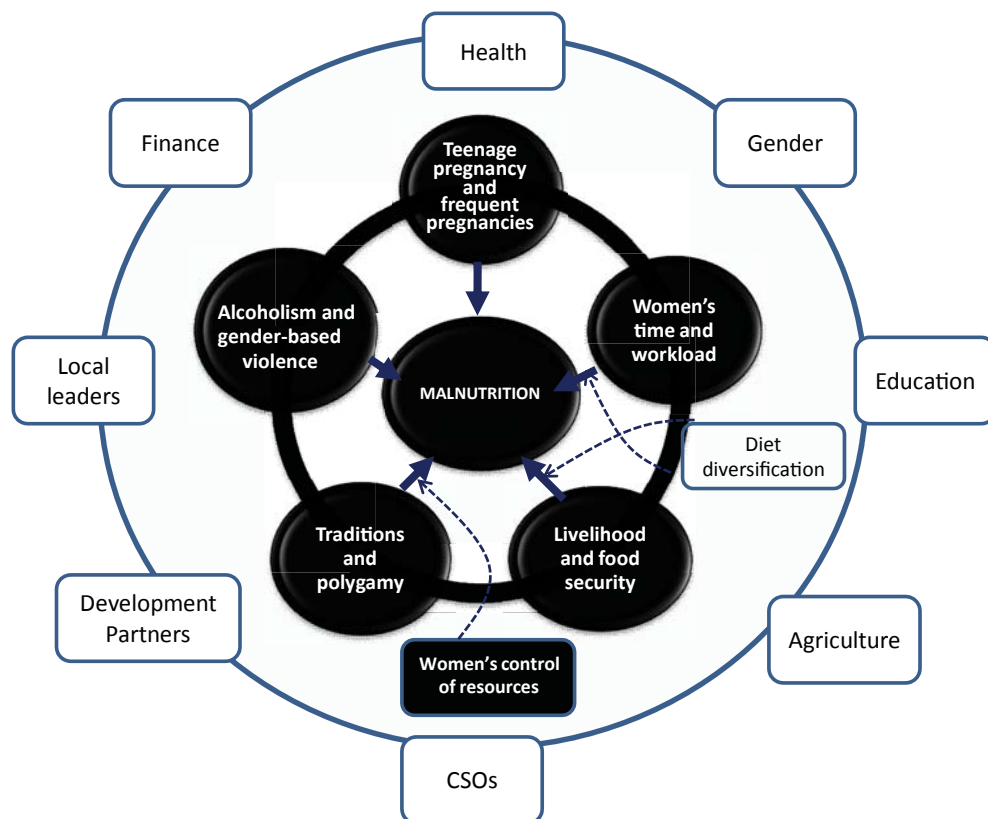 Health
Finance
Gender
Teenage
pregnancy
and
frequent
pregnancies
Alcoholism and
gender-based
violence
Women’s
time and
workload
Local
leaders
MALNUTRITION
Education
Diet
diversification
Traditions
and
polygamy
Livelihood
and food
security
Development
Partners
Agriculture
Women’s control
of resources
CSOs